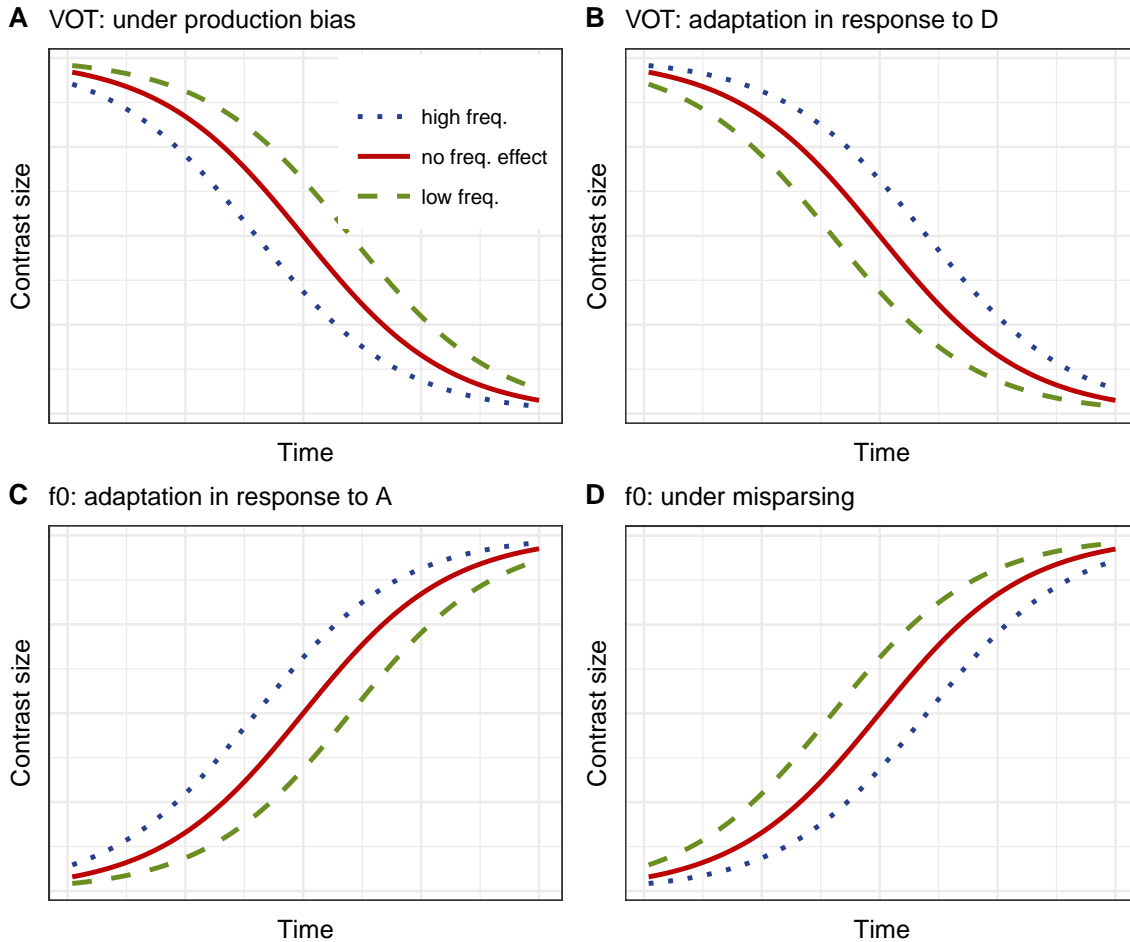 A VOT: under production bias
high freq.
no freq. effect
low freq.
Contrast size
Time
B VOT: adaptation in response to D
Contrast size
Time
C f0: adaptation in response to A
Contrast size
Time
D f0: under misparsing
Contrast size
Time